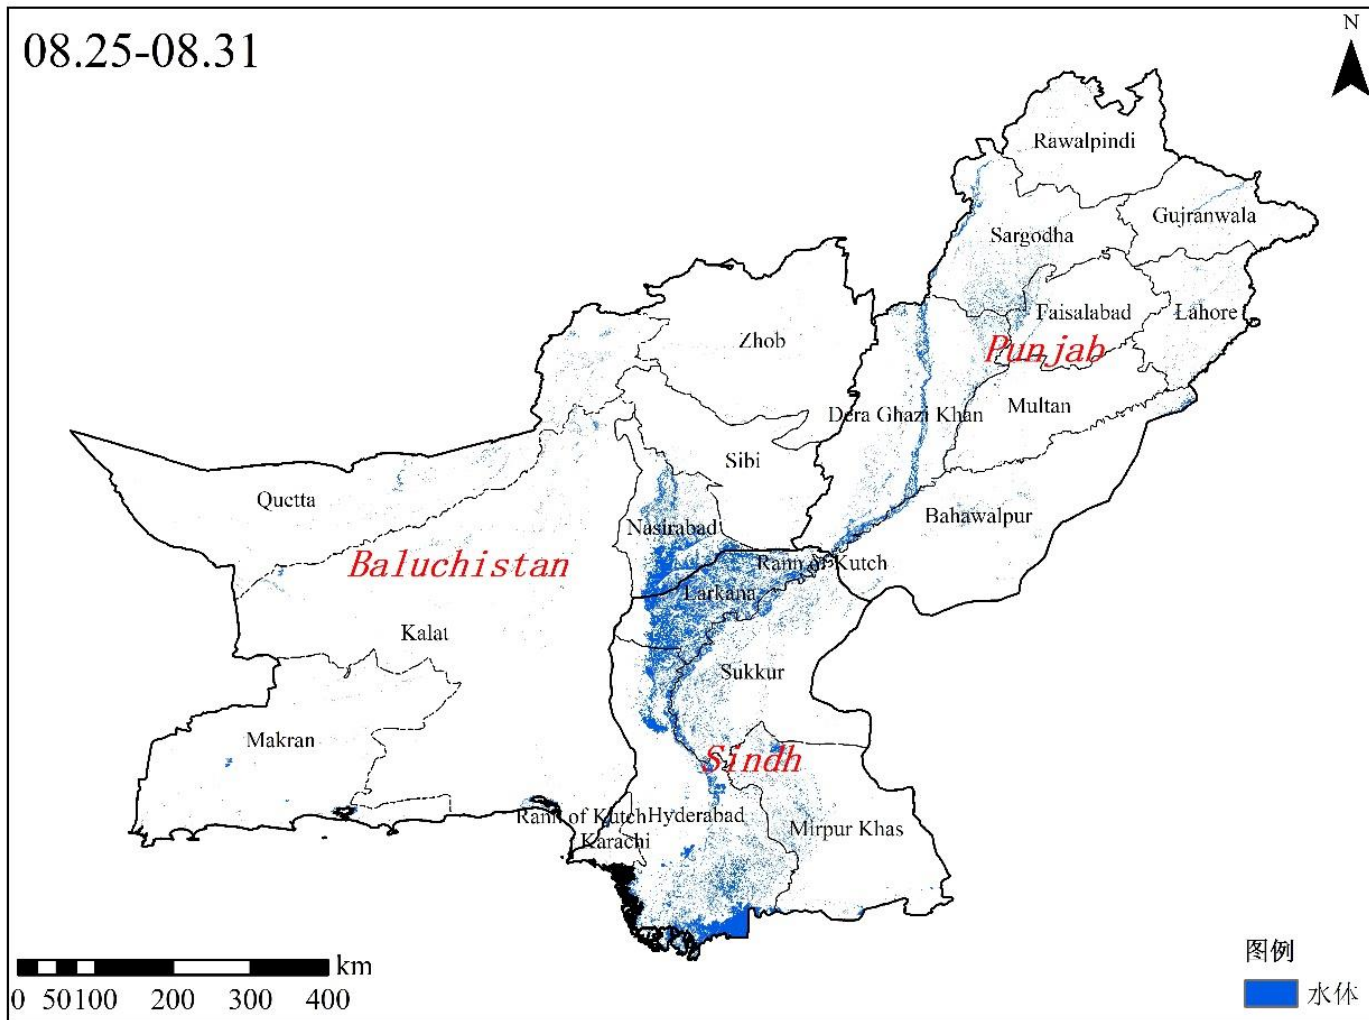 08.25-08.31
N
Rawalpindi
Gujranwala
Sargodha
Faisalabad
Lahore
Zhob
Punjab
Dera Ghazi Khan
Multan
Sibi
Quetta
Nasirabad
Bahawalpur
Baluchistan
Rann of Kutch
Larkana
Kalat
Sukkur
Makran
Sindh
Rann of Kutch
Hyderabad
Mirpur Khas
Karachi
图例
km
水体
0 50 100 200 300 400